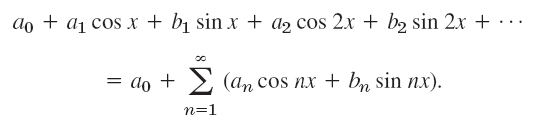 a₀ + a₁ cos x + b₁ sin x + a₂ cos 2x + b₂ sin 2x + ⋯
= a₀ + ∑_{n=1}^{∞} (aₙ cos nx + bₙ sin nx).